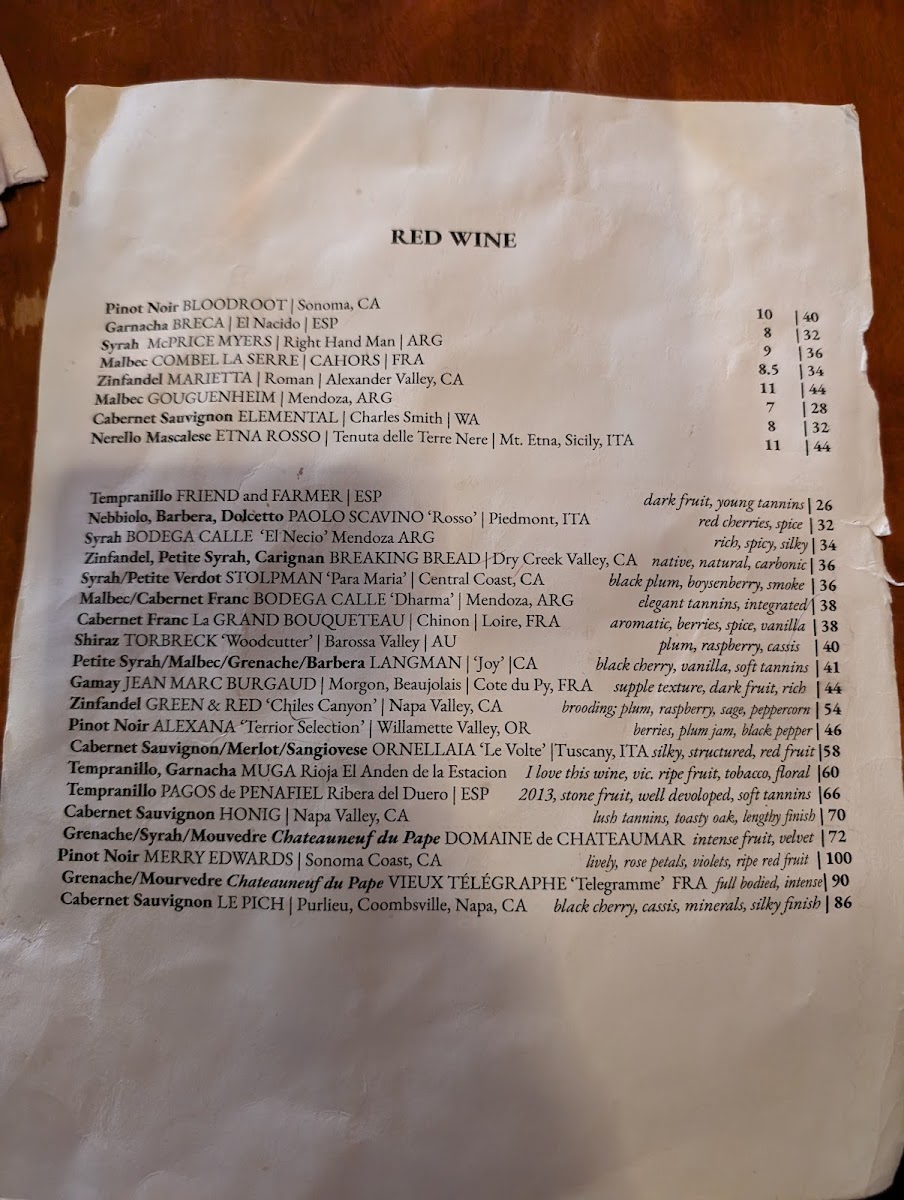 RED WINE
Pinot Noir BLOODROOT | Sonoma, CA 10 | 40
Garnacha BRECA | El Nacido | ESP 8 | 32
Syrah McPRICE MYERS | Right Hand Man | ARG 9 | 36
Malbec COMBEL LA SERRE | CAHORS | FRA 8.5 | 34
Zinfandel MARIETTA | Roman | Alexander Valley, CA 11 | 44
Malbec GOUGUENHEIM | Mendoza, ARG 7 | 28
Cabernet Sauvignon ELEMENTAL | Charles Smith | WA 8 | 32
Nerello Mascalese ETNA ROSSO | Tenuta delle Terre Nere | Mt. Etna, Sicily, ITA 11 | 44
Tempranillo FRIEND and FARMER | ESP dark fruit, young tannins | 26
Nebbiolo, Barbera, Dolcetto PAOLO SCAVINO ‘Rosso’ | Piedmont, ITA red cherries, spice | 32
Syrah BODEGA CALLE ‘El Necio’ Mendoza ARG rich, spicy, silky | 34
Zinfandel, Petite Syrah, Carignan BREAKING BREAD | Dry Creek Valley, CA native, natural, carbonic | 36
Syrah/Petite Verdot STOLPMAN ‘Para Maria’ | Central Coast, CA black plum, boysenberry, smoke | 36
Malbec/Cabernet Franc BODEGA CALLE ‘Dharma’ | Mendoza, ARG elegant tannins, integrated | 38
Cabernet Franc La GRAND BOUQUETEAU | Chinon | Loire, FRA aromatic, berries, spice, vanilla | 38
Shiraz TORBRECK ‘Woodcutter’ | Barossa Valley | AU plum, raspberry, cassis | 40
Petite Syrah/Malbec/Grenache/Barbera LANGMAN | ‘Joy’ |CA black cherry, vanilla, soft tannins | 41
Gamay JEAN MARC BURGAUD | Morgon, Beaujolais | Cote du Py, FRA supple texture, dark fruit, rich | 44
Zinfandel GREEN & RED ‘Chiles Canyon’ | Napa Valley, CA brooding; plum, raspberry, sage, peppercorn | 54
Pinot Noir ALEXANA ‘Terrior Selection’ | Willamette Valley, OR berries, plum jam, black pepper | 46
Cabernet Sauvignon/Merlot/Sangiovese ORNELLAIA ‘Le Volte’ |Tuscany, ITA silky, structured, red fruit |58
Tempranillo, Garnacha MUGA Rioja El Anden de la Estacion I love this wine, vic. ripe fruit, tobacco, floral |60
Tempranillo PAGOS de PENAFIEL Ribera del Duero | ESP 2013, stone fruit, well devoloped, soft tannins |66
Cabernet Sauvignon HONIG | Napa Valley, CA lush tannins, toasty oak, lengthy finish | 70
Grenache/Syrah/Mouvedre Chateauneuf du Pape DOMAINE de CHATEAUMAR intense fruit, velvet | 72
Pinot Noir MERRY EDWARDS | Sonoma Coast, CA lively, rose petals, violets, ripe red fruit | 100
Grenache/Mourvedre Chateauneuf du Pape VIEUX TÉLÉGRAPHE ‘Telegramme’ FRA full bodied, intense| 90
Cabernet Sauvignon LE PICH | Purlieu, Coombsville, Napa, CA black cherry, cassis, minerals, silky finish | 86